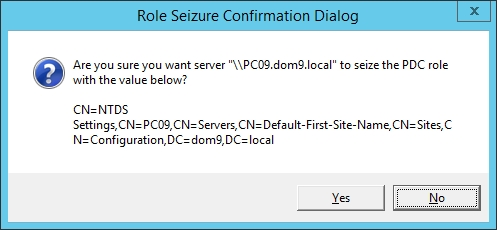 Role Seizure Confirmation Dialog
x
Are you sure you want server "\\PC09.dom9.local" to seize the PDC role
with the value below?
CN=NTDS
Settings,CN=PC09,CN=Servers,CN=Default-First-Site-Name,CN=Sites,C
N=Configuration,DC=dom9,DC=local
Yes
No